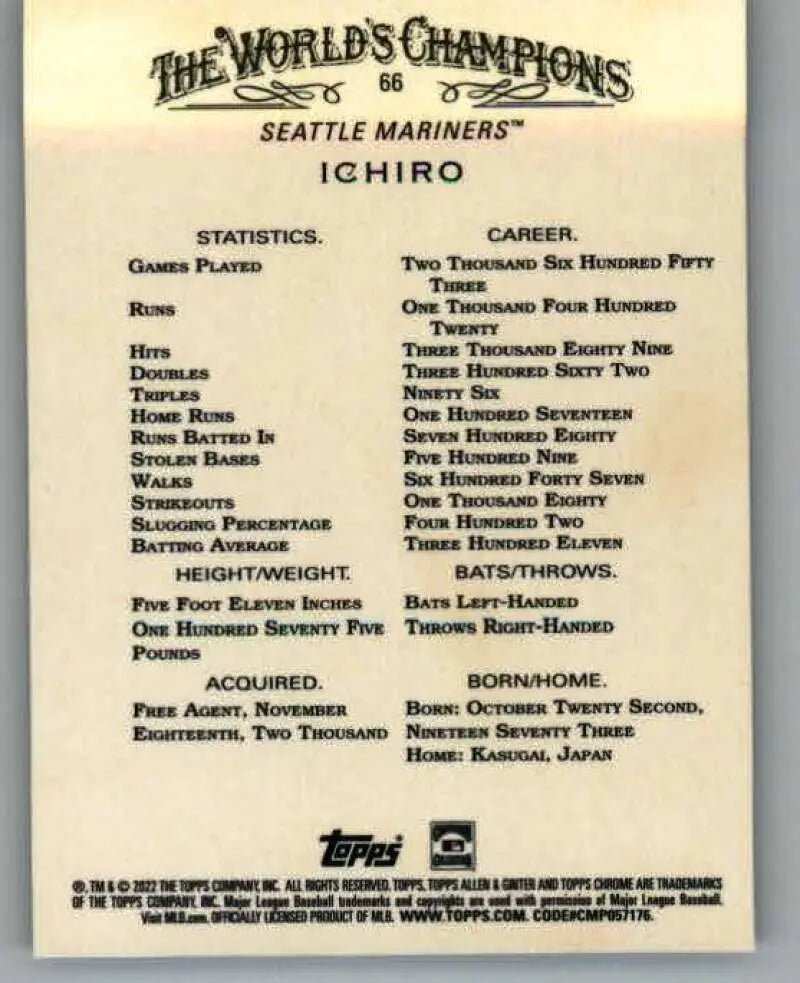 THE WORLD'S CHAMPIONS
66
SEATTLE MARINERS™
ICHIRO
STATISTICS. CAREER.
GAMES PLAYED TWO THOUSAND SIX HUNDRED FIFTY
THREE
RUNS ONE THOUSAND FOUR HUNDRED
TWENTY
HITS THREE THOUSAND EIGHTY NINE
DOUBLES THREE HUNDRED SIXTY TWO
TRIPLES NINETY SIX
HOME RUNS ONE HUNDRED SEVENTEEN
RUNS BATTED IN SEVEN HUNDRED EIGHTY
STOLEN BASES FIVE HUNDRED NINE
WALKS SIX HUNDRED FORTY SEVEN
STRIKEOUTS ONE THOUSAND EIGHTY
SLUGGING PERCENTAGE FOUR HUNDRED TWO
BATTING AVERAGE THREE HUNDRED ELEVEN
HEIGHT/WEIGHT. BATS/THROWS.
FIVE FOOT ELEVEN INCHES BATS LEFT-HANDED
ONE HUNDRED SEVENTY FIVE THROWS RIGHT-HANDED
POUNDS
ACQUIRED. BORN/HOME.
FREE AGENT, NOVEMBER BORN: OCTOBER TWENTY SECOND,
EIGHTEENTH, TWO THOUSAND NINETEEN SEVENTY THREE
HOME: KASUGAI, JAPAN
Topps®
®, TM & © 2022 THE TOPPS COMPANY, INC. ALL RIGHTS RESERVED. TOPPS, TOPPS ALLEN & GINTER AND TOPPS CHROME ARE TRADEMARKS
OF THE TOPPS COMPANY, INC. Major League Baseball trademarks and copyrights are used with permission of Major League Baseball.
Visit MLB.com. OFFICIALLY LICENSED PRODUCT OF MLB. WWW.TOPPS.COM. CODE#CMP057176.